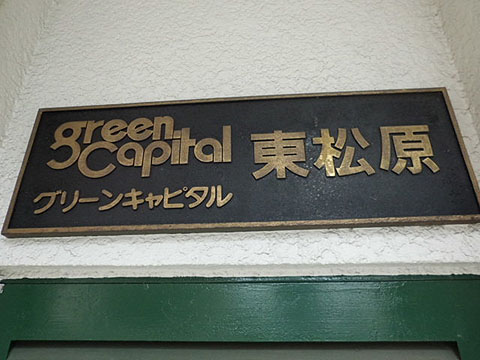 green
Capital
グリーンキャピタル
東松原